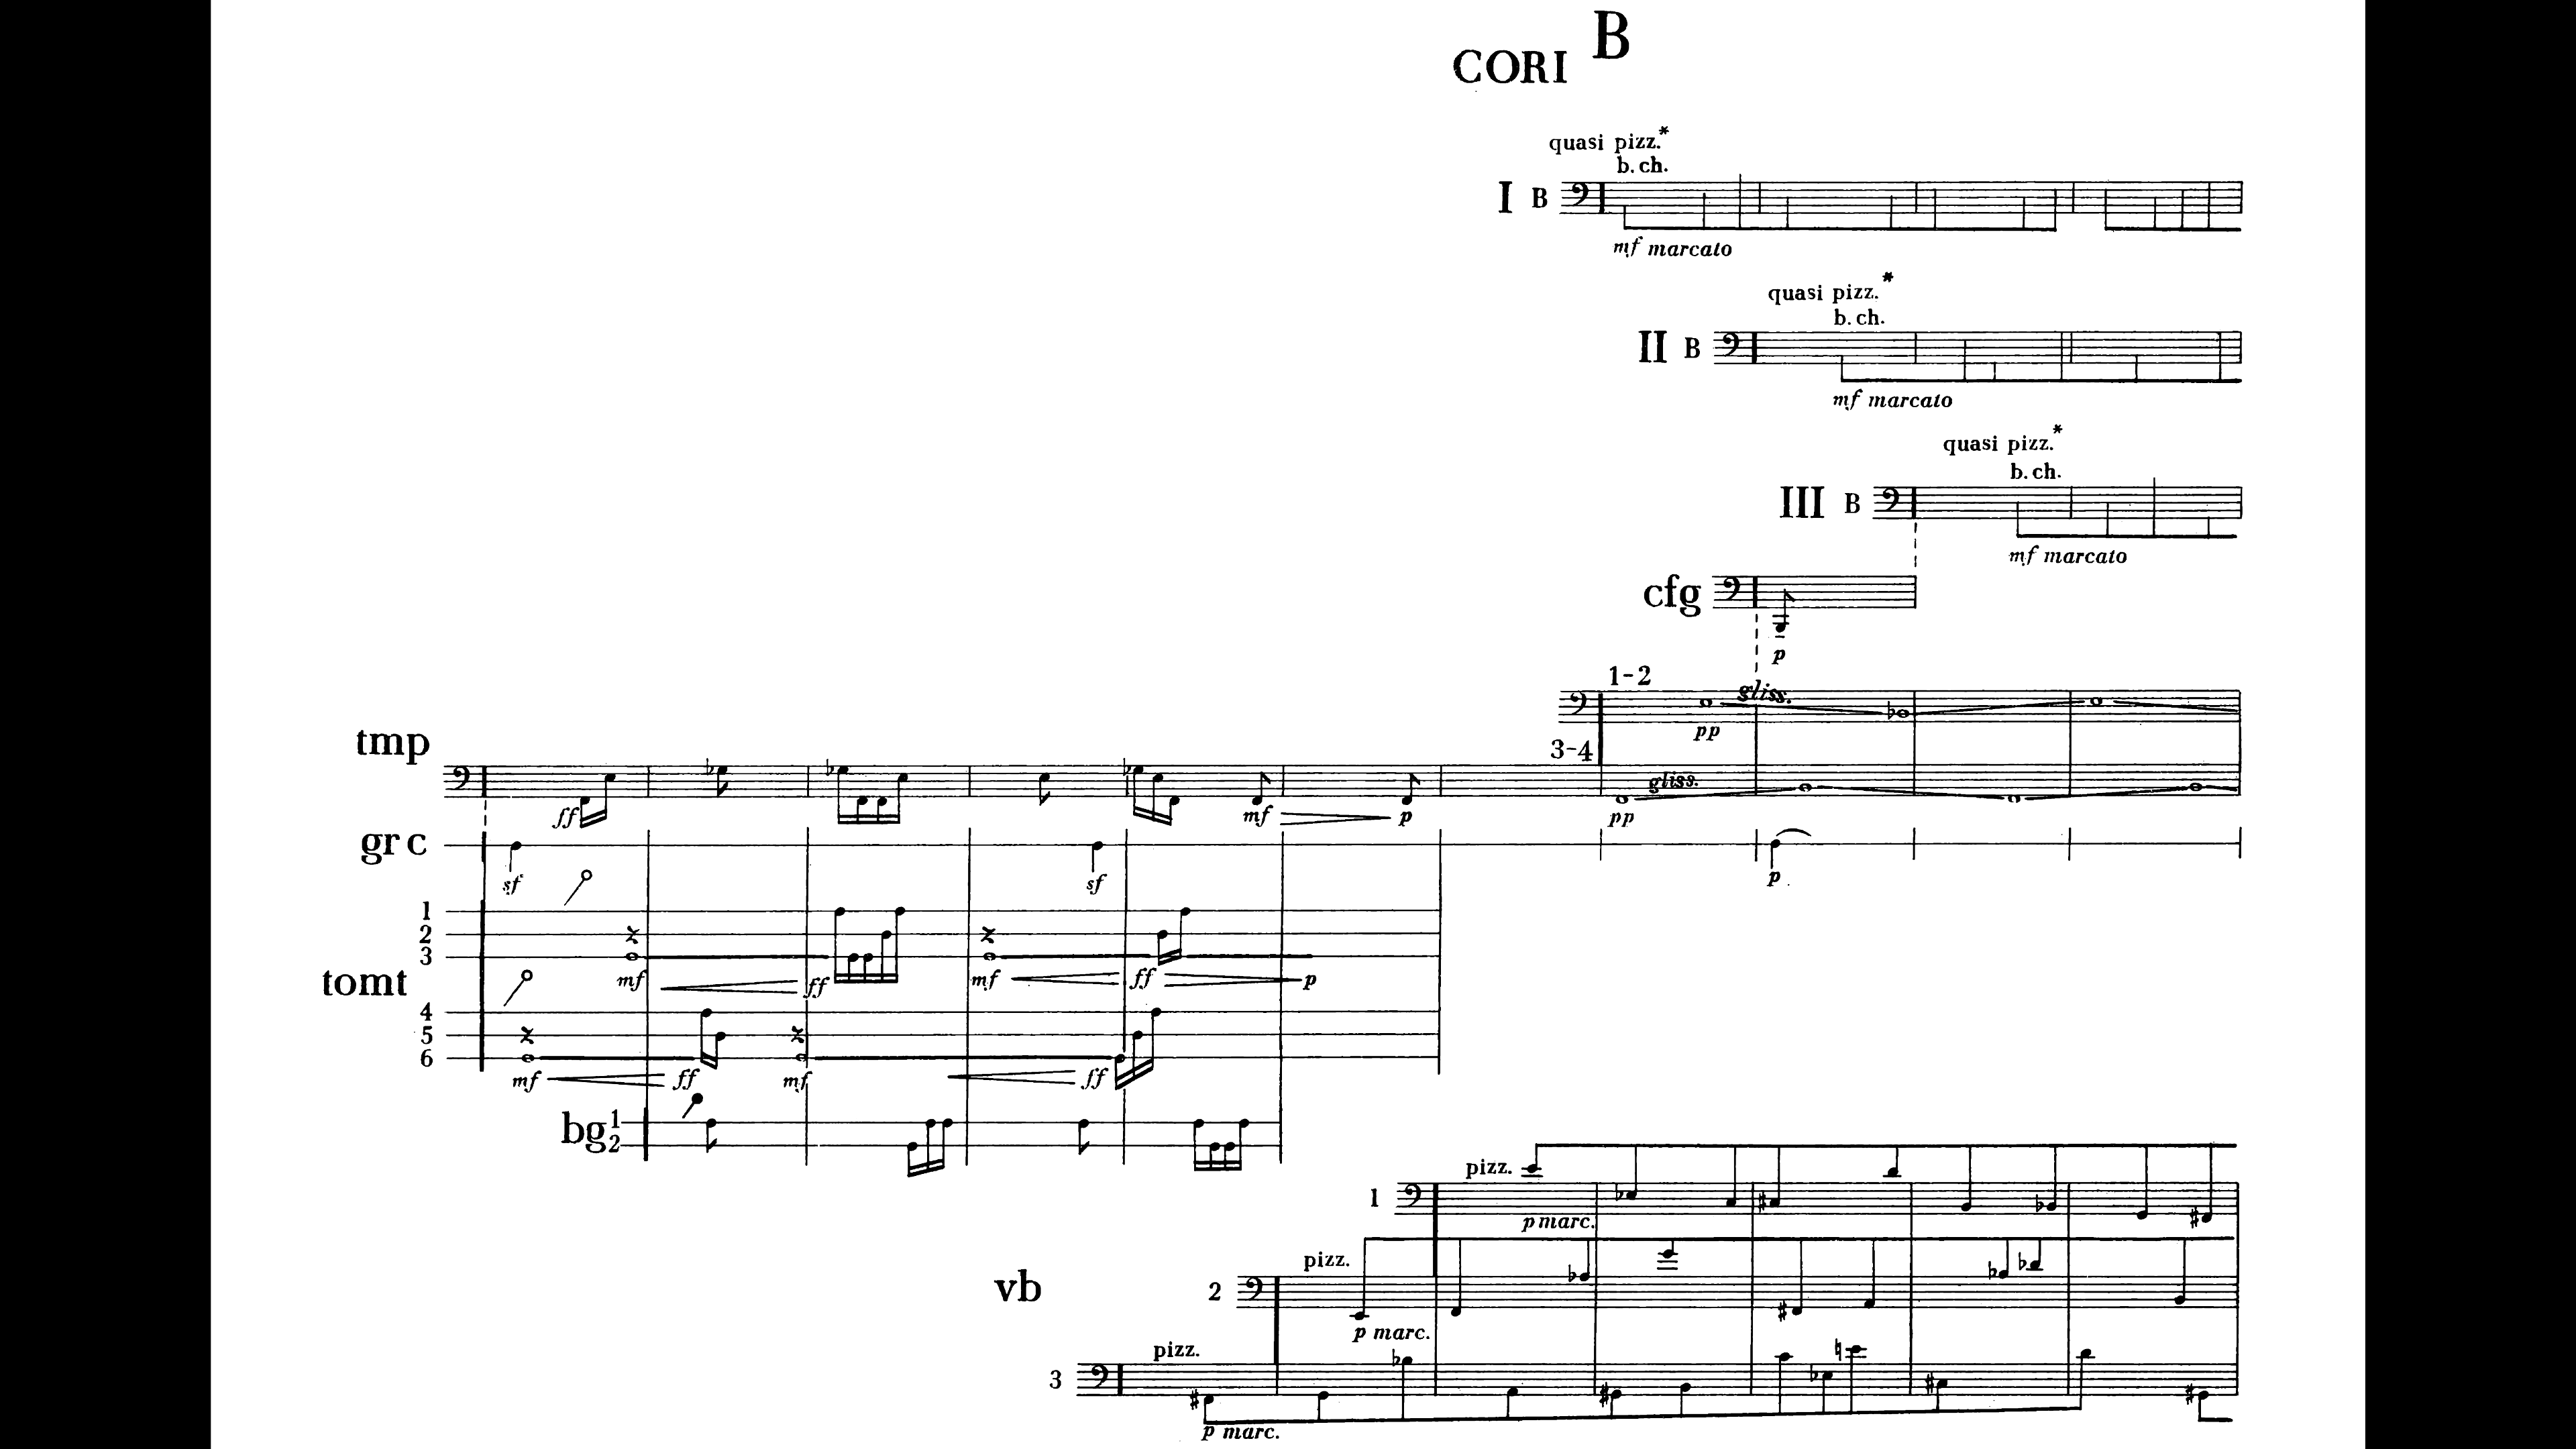 B
CORI
quasi pizz.*
b. ch.
I B
mf marcato
quasi pizz.*
b. ch.
II B
mf marcato
quasi pizz.*
b. ch.
III B
mf marcato
cfg
p
1-2
gliss.
pp
tmp
3-4
gliss.
ff mf p pp
gr c
sf sf p
1
2
3
mf ff mf ff p
tomt
4
5
6
mf ff mf ff
bg 1
2
pizz.
1
p marc.
pizz.
vb 2
p marc.
pizz.
3
p marc.